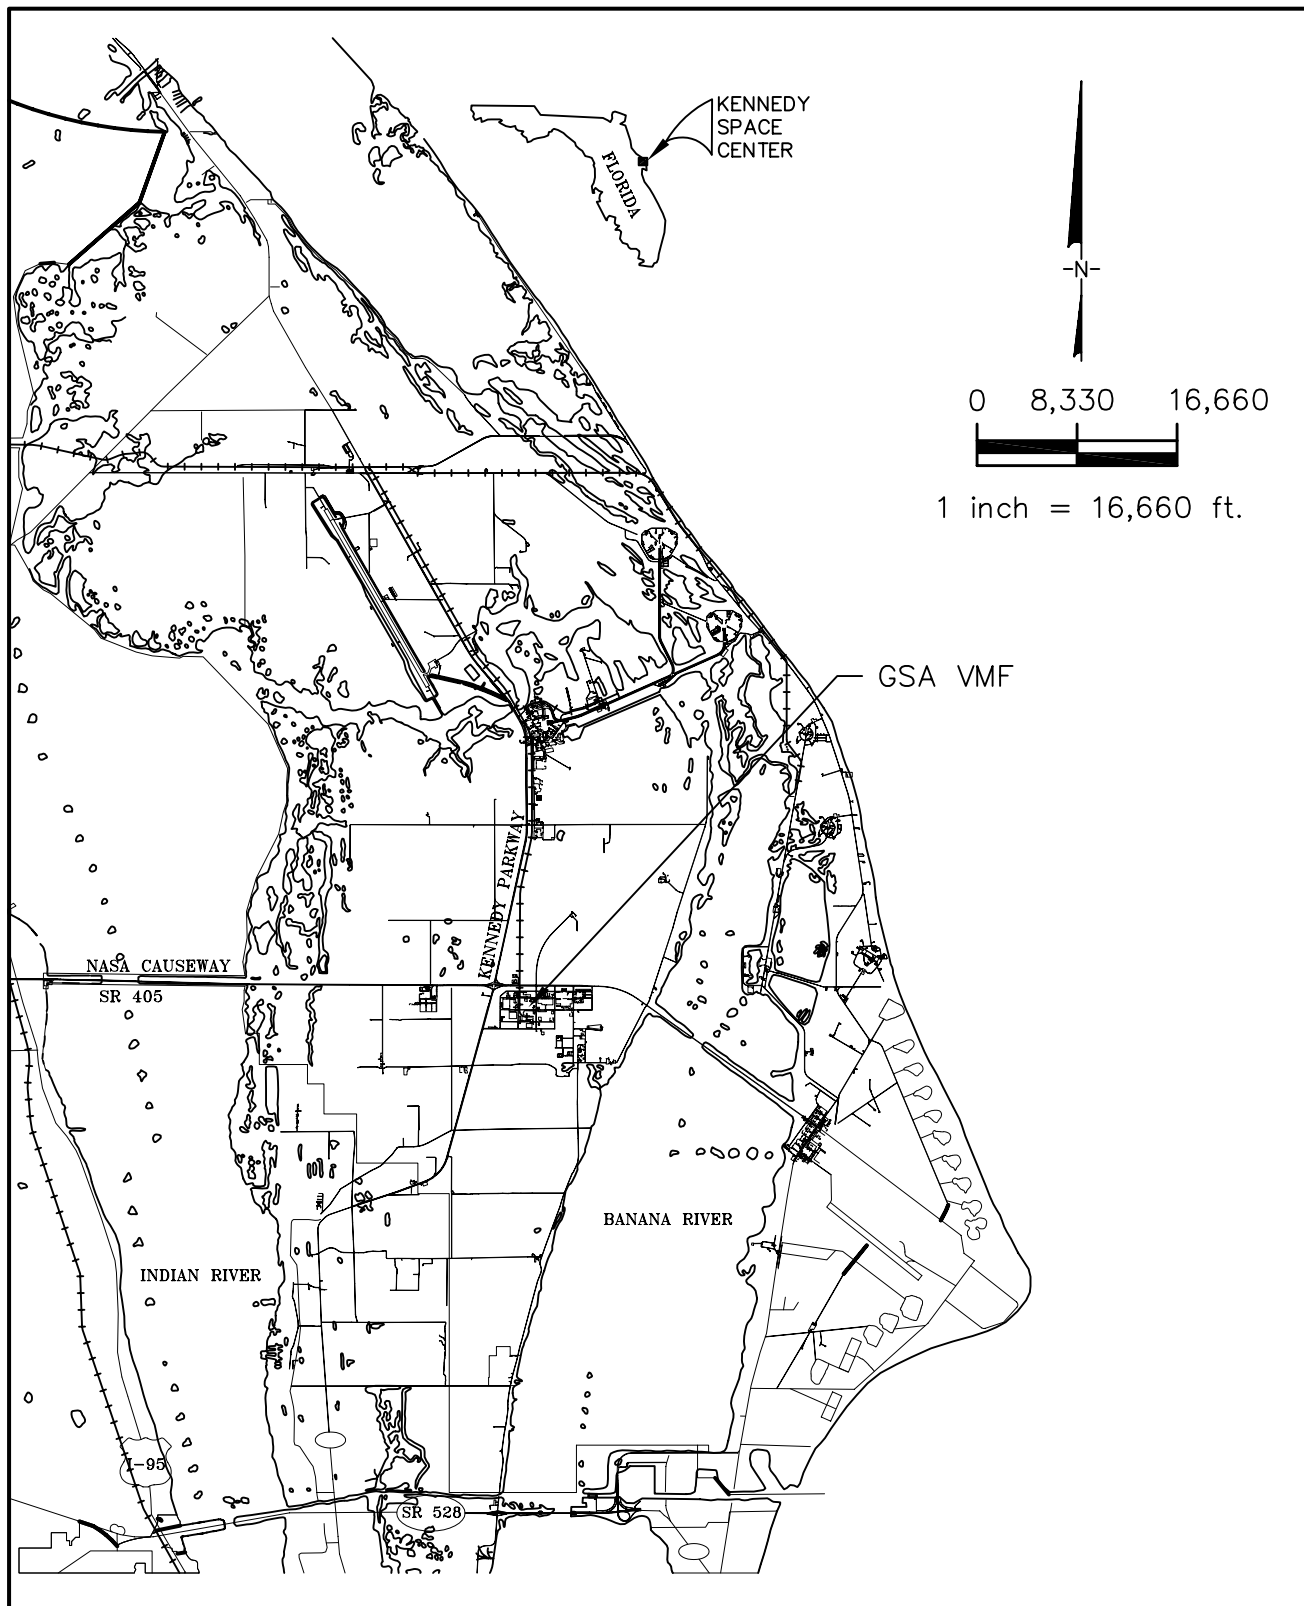 KENNEDY
SPACE
CENTER
FLORIDA
-N-
0 8,330 16,660
1 inch = 16,660 ft.
GSA VMF
KENNEDY PARKWAY
NASA CAUSEWAY
SR 405
BANANA RIVER
INDIAN RIVER
I-95
SR 528